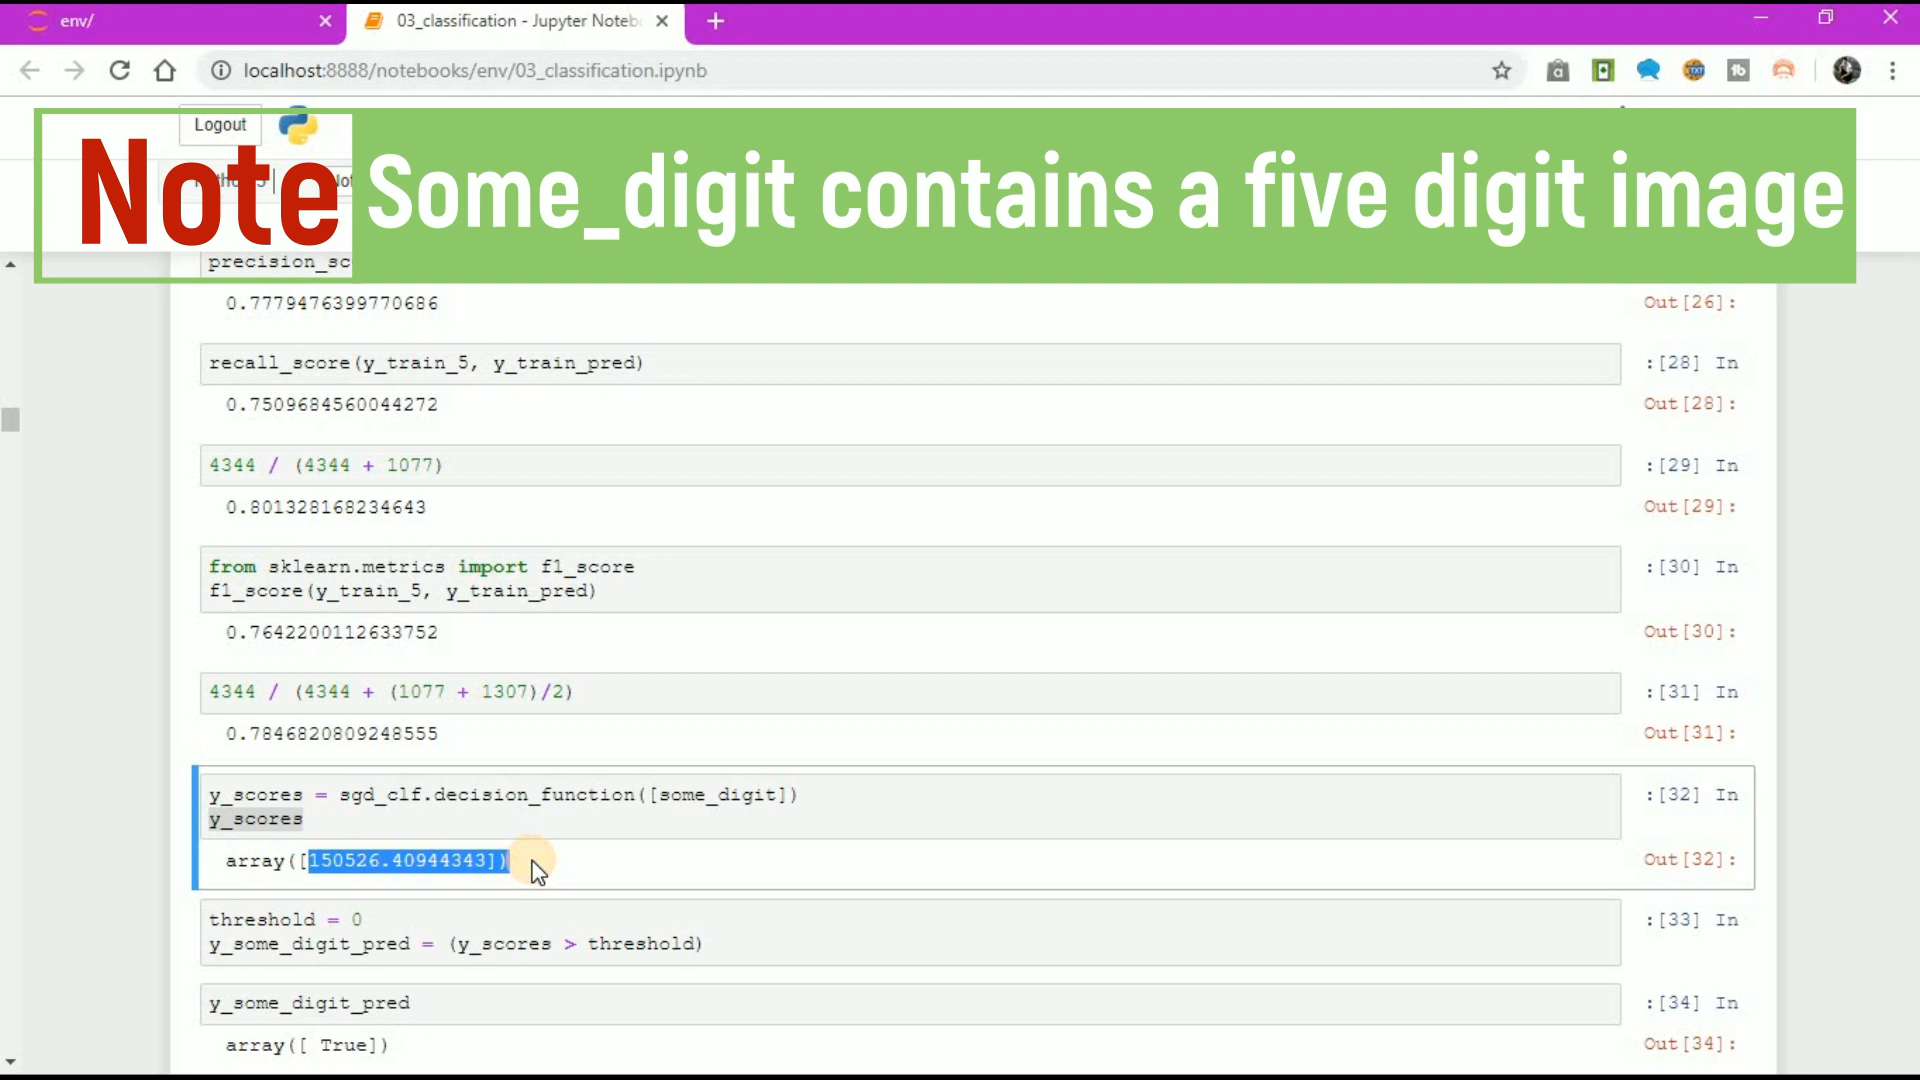 env/
03_classification - Jupyter Noteb
localhost:8888/notebooks/env/03_classification.ipynb
Logout
Note Some_digit contains a five digit image
precision_sc
0.7779476399770686 Out[26]:
recall_score(y_train_5, y_train_pred) :[28] In
0.7509684560044272 Out[28]:
4344 / (4344 + 1077) :[29] In
0.801328168234643 Out[29]:
from sklearn.metrics import f1_score :[30] In
f1_score(y_train_5, y_train_pred)
0.7642200112633752 Out[30]:
4344 / (4344 + (1077 + 1307)/2) :[31] In
0.7846820809248555 Out[31]:
y_scores = sgd_clf.decision_function([some_digit]) :[32] In
y_scores
array([150526.40944343]) Out[32]:
threshold = 0 :[33] In
y_some_digit_pred = (y_scores > threshold)
y_some_digit_pred :[34] In
array([ True]) Out[34]: